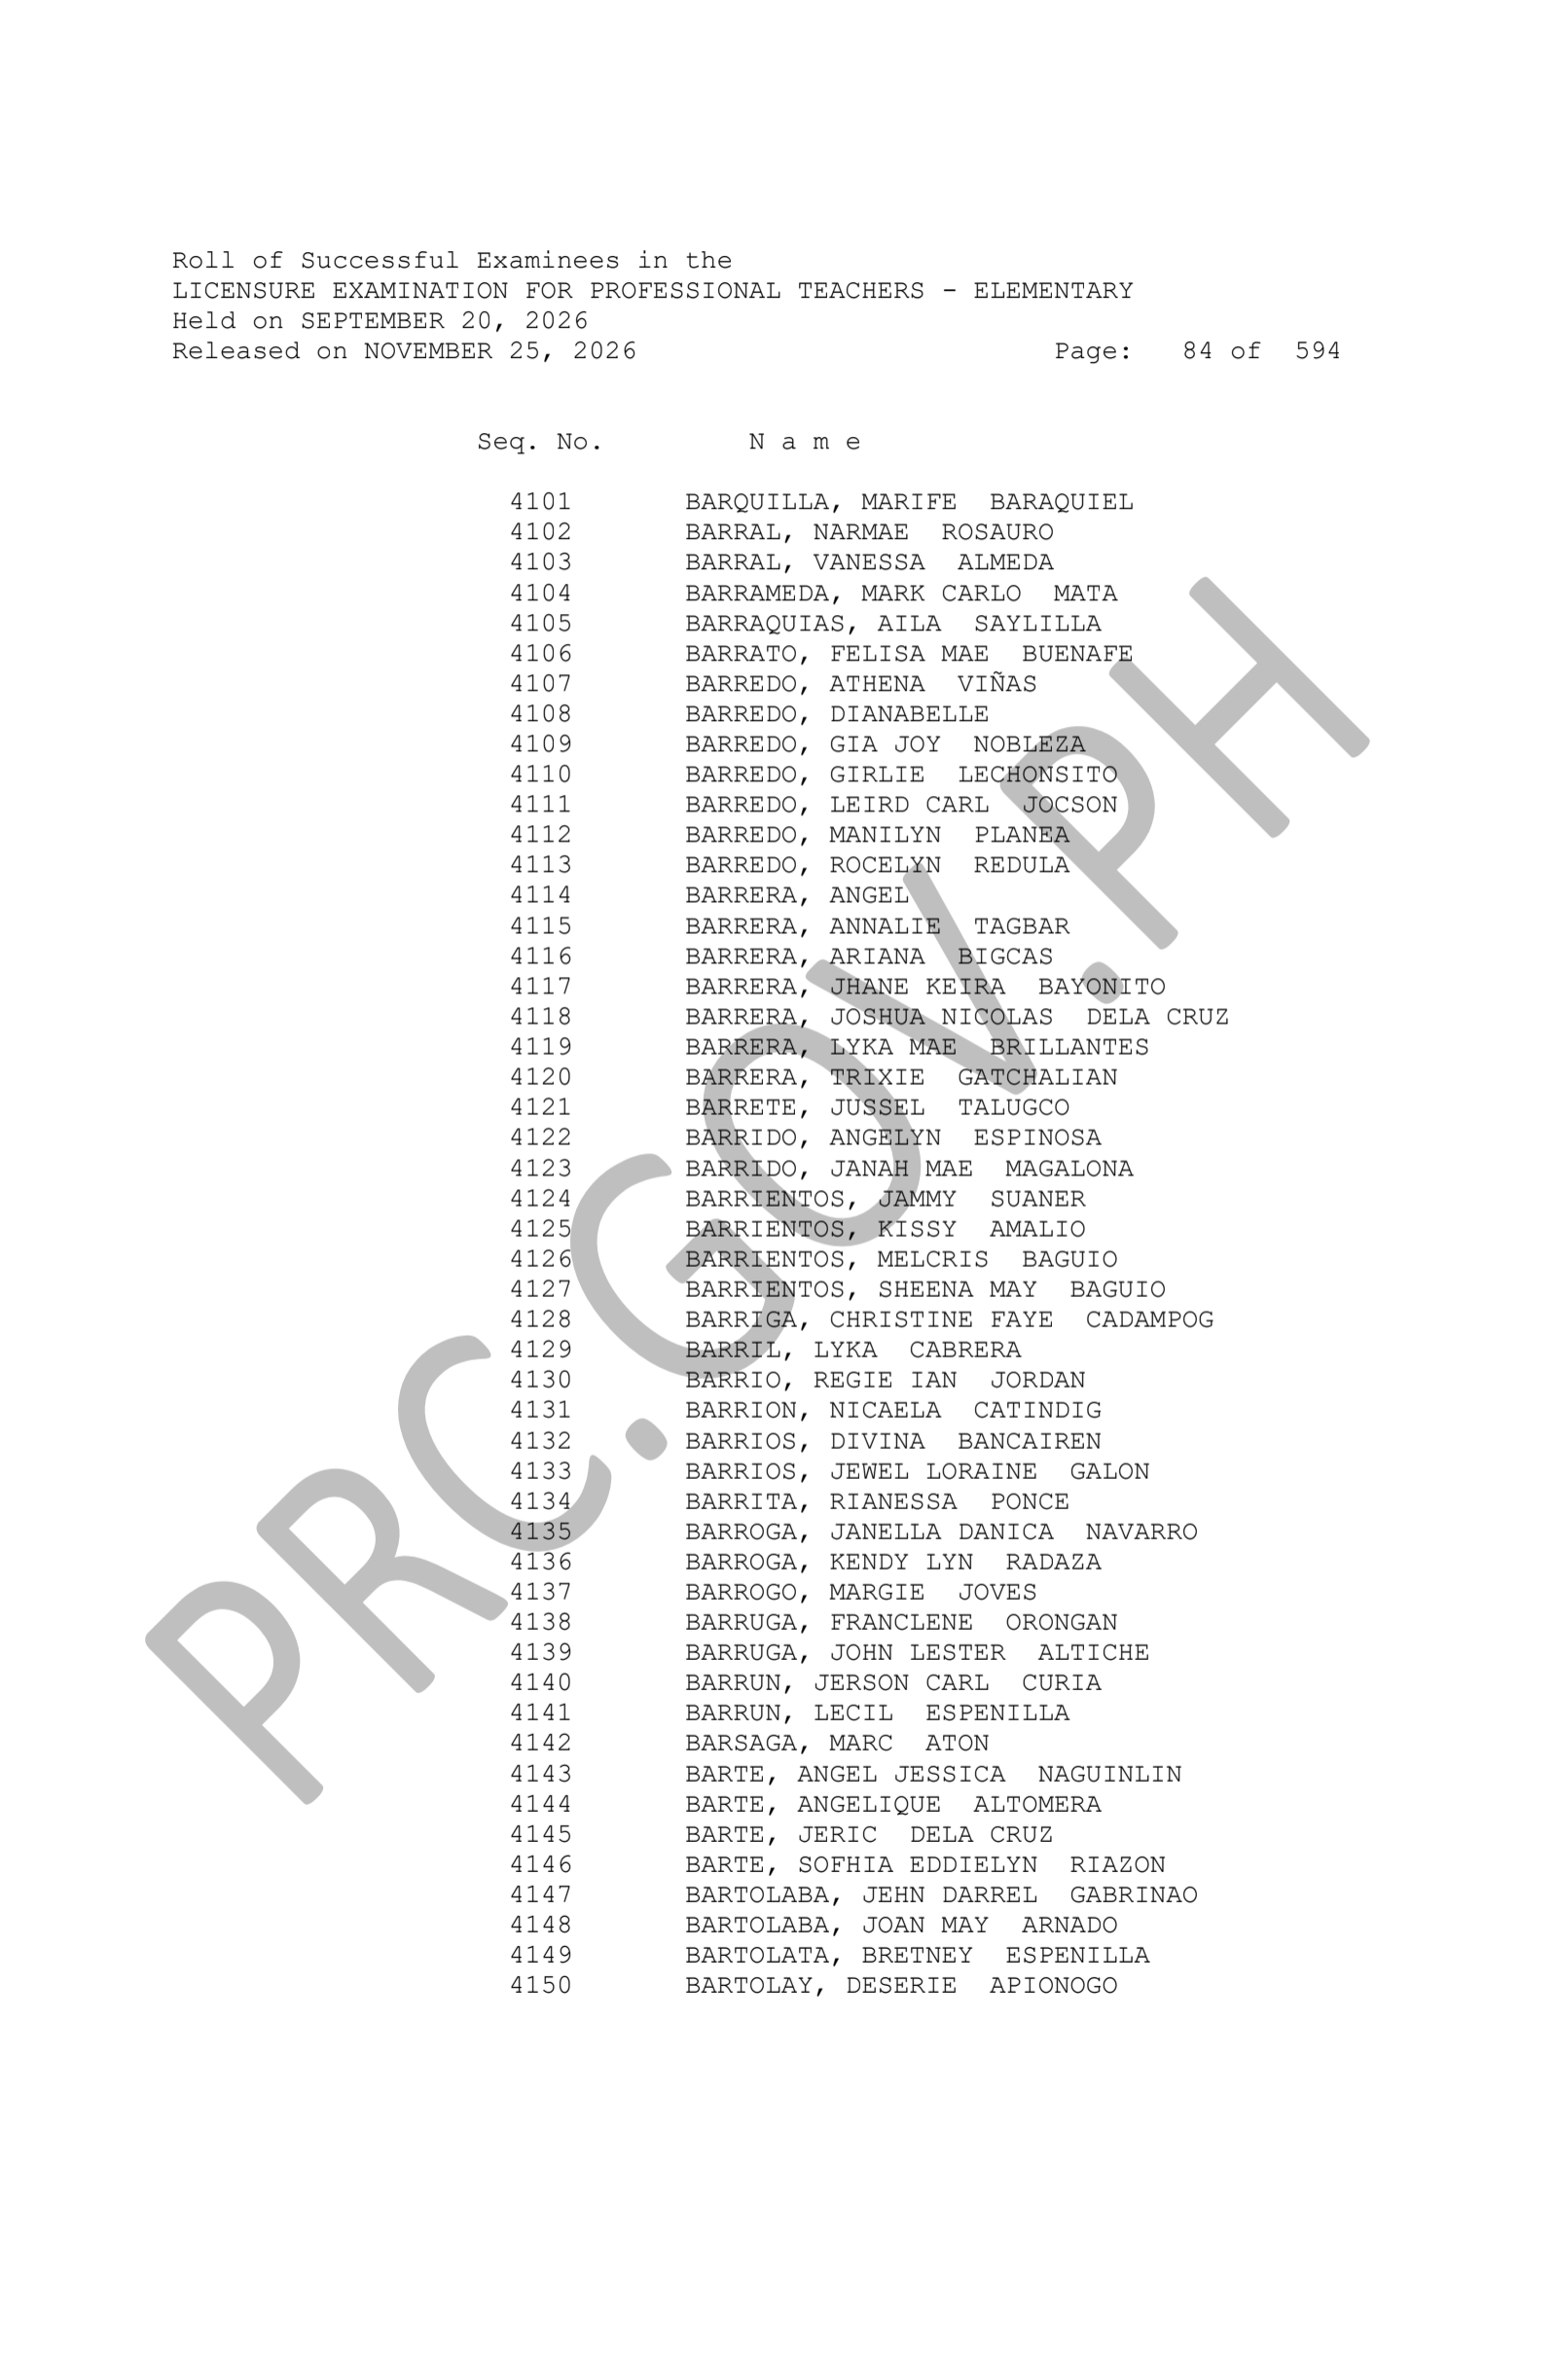 Roll of Successful Examinees in the
LICENSURE EXAMINATION FOR PROFESSIONAL TEACHERS - ELEMENTARY
Held on SEPTEMBER 20, 2026
Released on NOVEMBER 25, 2026 Page: 84 of 594
Seq. No. N a m e
4101 BARQUILLA, MARIFE BARAQUIEL
4102 BARRAL, NARMAE ROSAURO
4103 BARRAL, VANESSA ALMEDA
4104 BARRAMEDA, MARK CARLO MATA
4105 BARRAQUIAS, AILA SAYLILLA
4106 BARRATO, FELISA MAE BUENAFE
4107 BARREDO, ATHENA VIÑAS
4108 BARREDO, DIANABELLE
4109 BARREDO, GIA JOY NOBLEZA
4110 BARREDO, GIRLIE LECHONSITO
4111 BARREDO, LEIRD CARL JOCSON
4112 BARREDO, MANILYN PLANEA
4113 BARREDO, ROCELYN REDULA
4114 BARRERA, ANGEL
4115 BARRERA, ANNALIE TAGBAR
4116 BARRERA, ARIANA BIGCAS
4117 BARRERA, JHANE KEIRA BAYONITO
4118 BARRERA, JOSHUA NICOLAS DELA CRUZ
4119 BARRERA, LYKA MAE BRILLANTES
4120 BARRERA, TRIXIE GATCHALIAN
4121 BARRETE, JUSSEL TALUGCO
4122 BARRIDO, ANGELYN ESPINOSA
4123 BARRIDO, JANAH MAE MAGALONA
4124 BARRIENTOS, JAMMY SUANER
4125 BARRIENTOS, KISSY AMALIO
4126 BARRIENTOS, MELCRIS BAGUIO
4127 BARRIENTOS, SHEENA MAY BAGUIO
4128 BARRIGA, CHRISTINE FAYE CADAMPOG
4129 BARRIL, LYKA CABRERA
4130 BARRIO, REGIE IAN JORDAN
4131 BARRION, NICAELA CATINDIG
4132 BARRIOS, DIVINA BANCAIREN
4133 BARRIOS, JEWEL LORAINE GALON
4134 BARRITA, RIANESSA PONCE
4135 BARROGA, JANELLA DANICA NAVARRO
4136 BARROGA, KENDY LYN RADAZA
4137 BARROGO, MARGIE JOVES
4138 BARRUGA, FRANCLENE ORONGAN
4139 BARRUGA, JOHN LESTER ALTICHE
4140 BARRUN, JERSON CARL CURIA
4141 BARRUN, LECIL ESPENILLA
4142 BARSAGA, MARC ATON
4143 BARTE, ANGEL JESSICA NAGUINLIN
4144 BARTE, ANGELIQUE ALTOMERA
4145 BARTE, JERIC DELA CRUZ
4146 BARTE, SOFHIA EDDIELYN RIAZON
4147 BARTOLABA, JEHN DARREL GABRINAO
4148 BARTOLABA, JOAN MAY ARNADO
4149 BARTOLATA, BRETNEY ESPENILLA
4150 BARTOLAY, DESERIE APIONOGO
PRC.GOV.PH